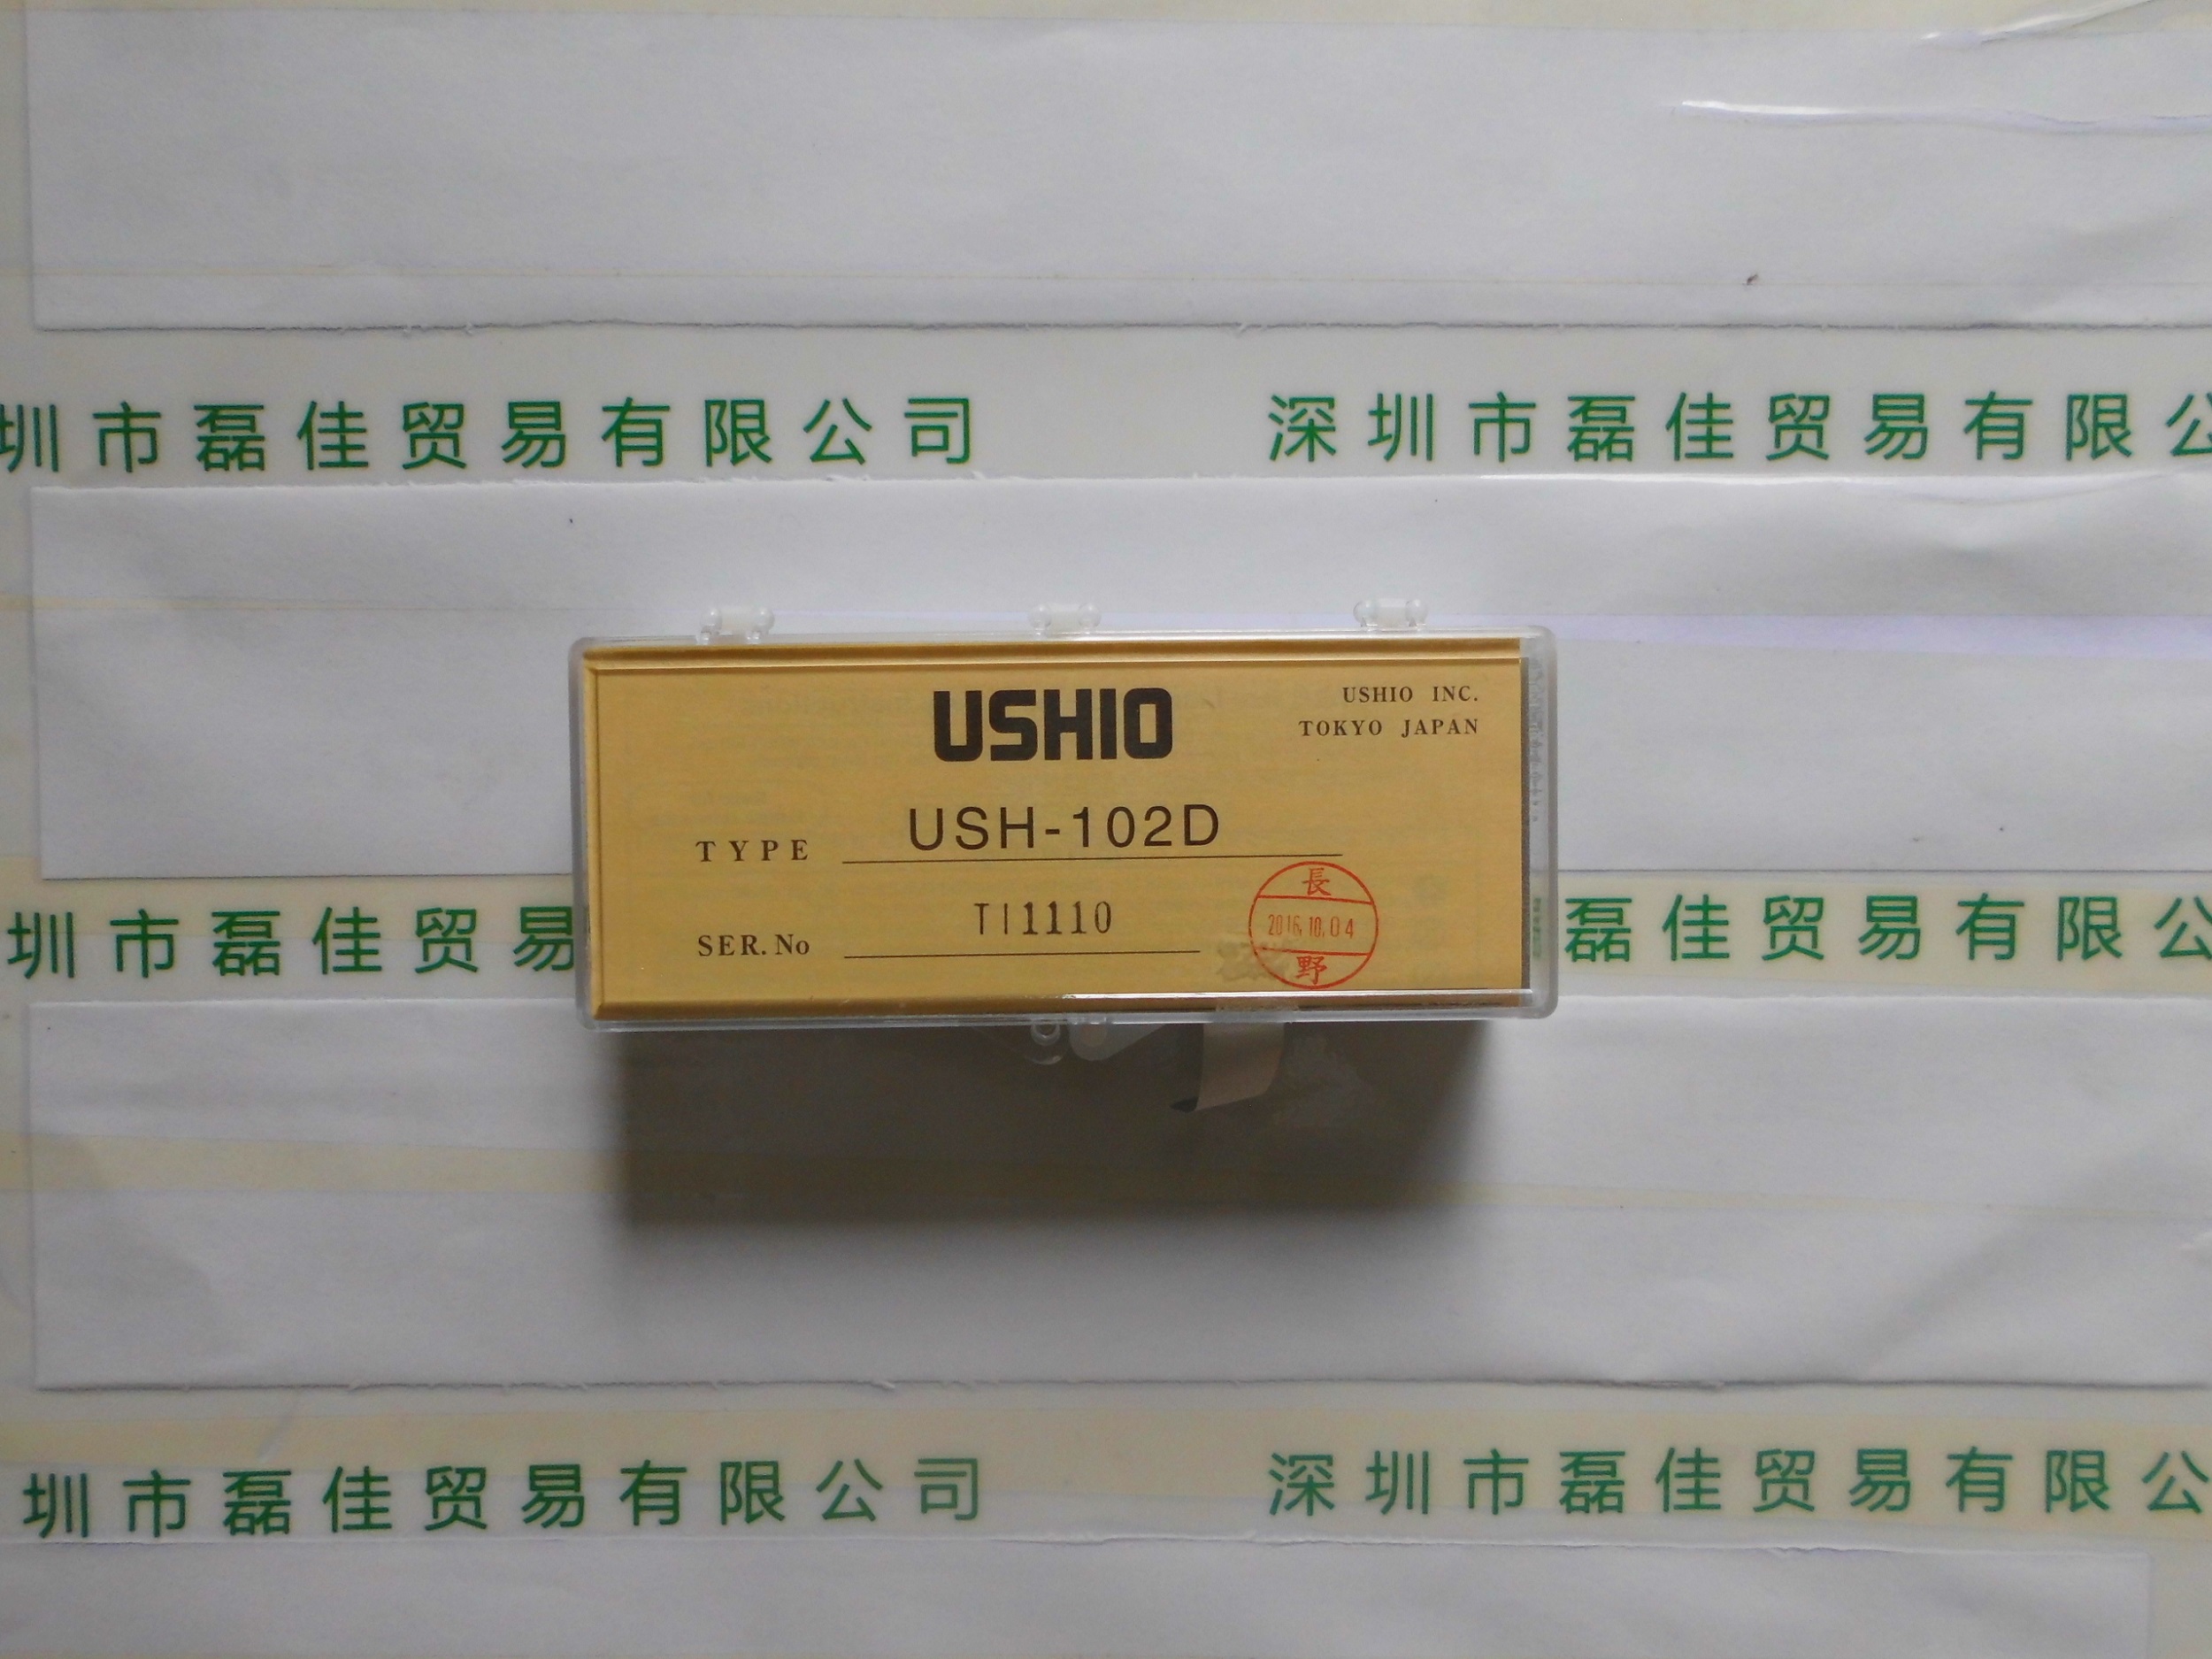 圳市磊佳贸易有限公司 深圳市磊佳贸易有限公
USHIO
USHIO INC.
TOKYO JAPAN
TYPE USH-102D
SER. No TI1110
長
2016.10.04
野
圳市磊佳贸易
磊佳贸易有限公
圳市磊佳贸易有限公司 深圳市磊佳贸易有限公